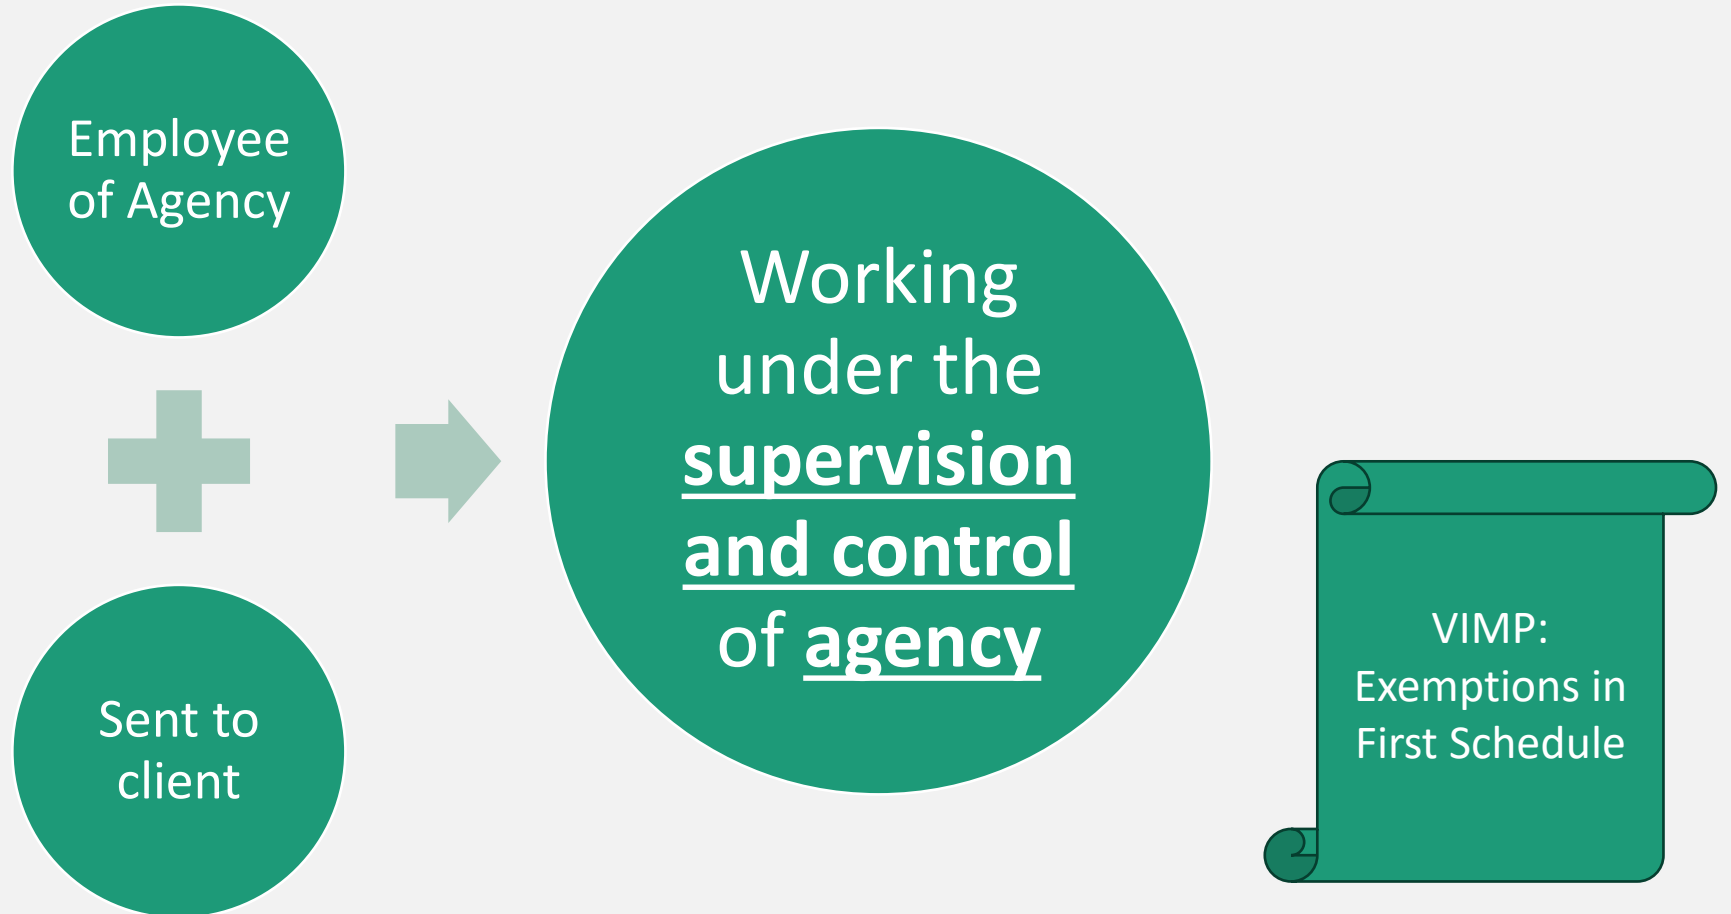 Employee
of Agency
Sent to
client
Working
under the
supervision
and control
of agency
VIMP:
Exemptions in
First Schedule